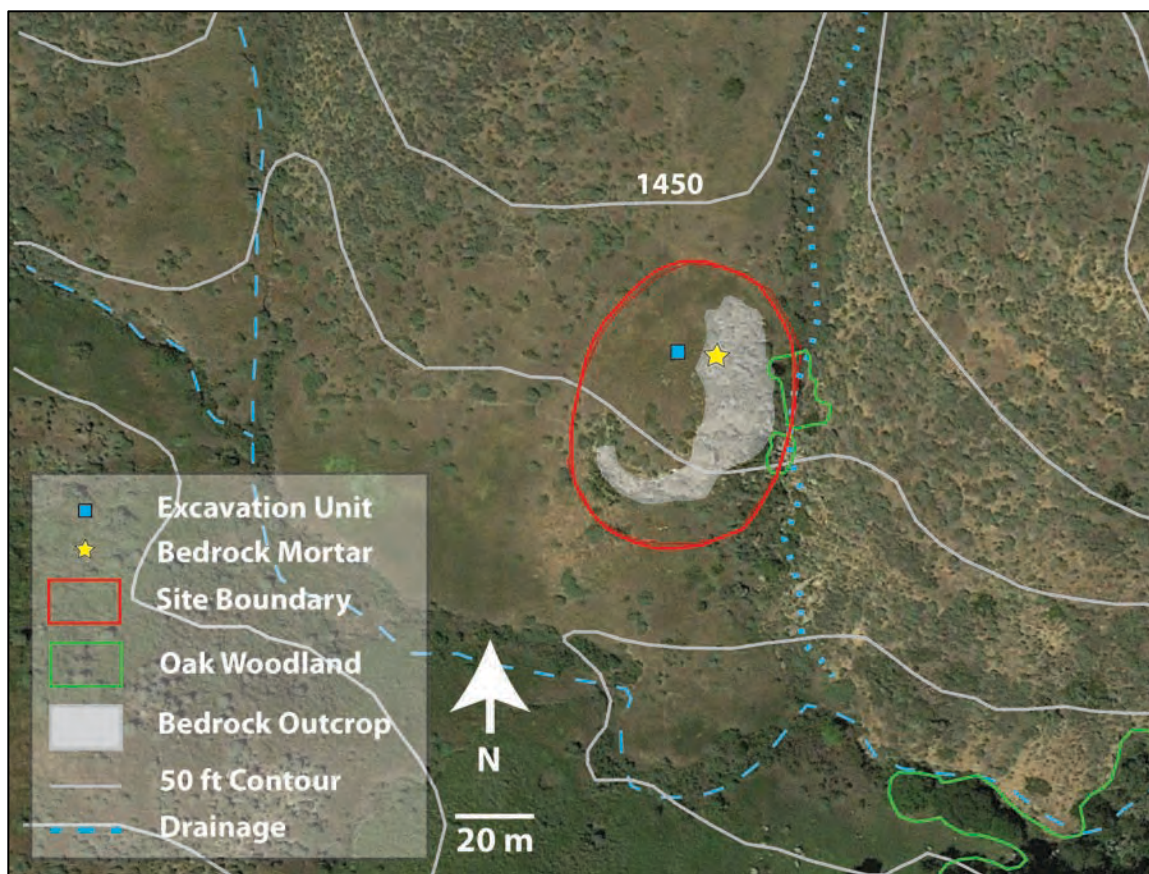 1450
Excavation Unit
Bedrock Mortar
Site Boundary
Oak Woodland
Bedrock Outcrop
50 ft Contour
Drainage
N
20 m